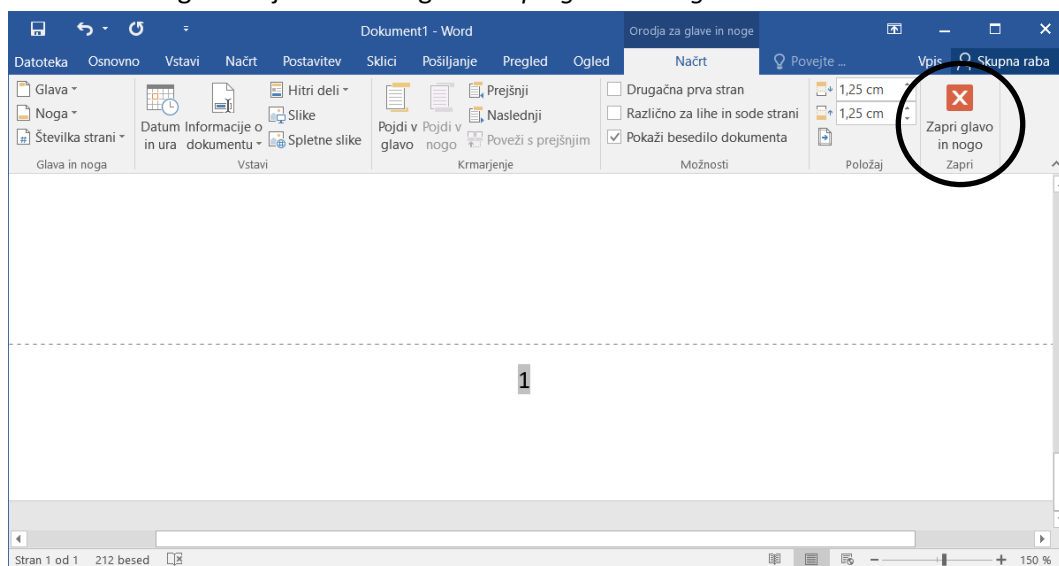 Dokument1 - Word
Orodja za glave in noge
Datoteka Osnovno Vstavi Načrt Postavitev Sklici Pošiljanje Pregled Ogled Načrt Povejte ... Vpis Skupna raba
Glava
Noga
Številka strani
Glava in noga
Datum in ura
Informacije o dokumentu
Hitri deli
Slike
Spletne slike
Vstavi
Pojdi v glavo
Pojdi v nogo
Prejšnji
Naslednji
Poveži s prejšnjim
Krmarjenje
Drugačna prva stran
Različno za lihe in sode strani
Pokaži besedilo dokumenta
Možnosti
1,25 cm
1,25 cm
Položaj
Zapri glavo
in nogo
Zapri
1
Stran 1 od 1 212 besed 150 %